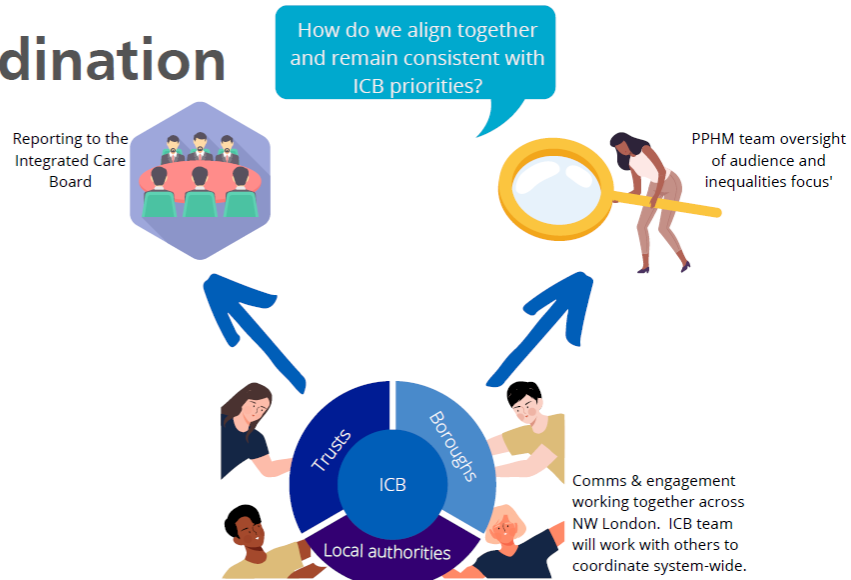 dination
How do we align together
and remain consistent with
ICB priorities?
Reporting to the
Integrated Care
Board
PPHM team oversight
of audience and
inequalities focus'
Trusts
Boroughs
ICB
Local authorities
Comms & engagement
working together across
NW London.  ICB team
will work with others to
coordinate system-wide.